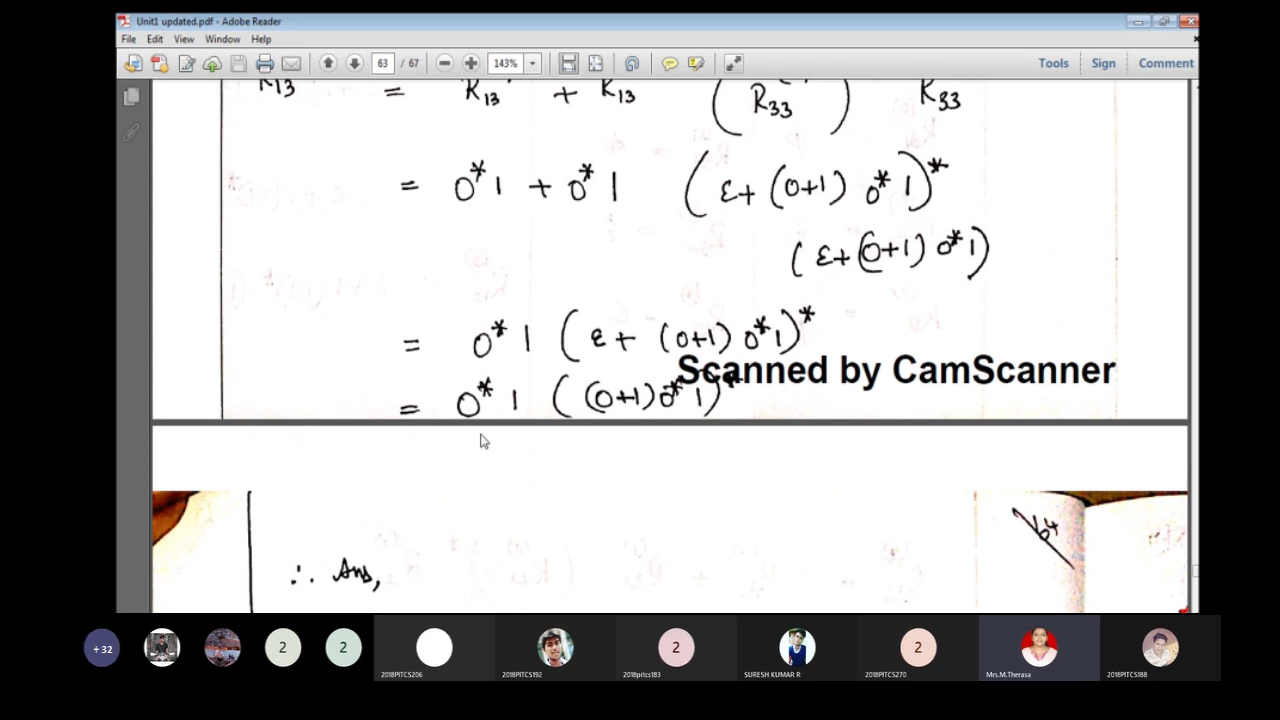 Unit1 updated.pdf - Adobe Reader
File Edit View Window Help
63 / 67 143% Tools Sign Comment
R13 = R13 + R13 (R33) R33
= 0* 1 + 0* 1 (ε+ (0+1) 0* 1)*
(ε+(0+1) 0* 1)
= 0* 1 (ε+ (0+1) 0* 1)*
Scanned by CamScanner
= 0* 1 ((0+1) 0* 1)*
∴ Ans,
+32 2 2 2 2
2018PITCS206 2018PITCS192 2018pitcs183 SURESH KUMAR R 2018PITCS270 Mrs.M.Therasa 2018PITCS188